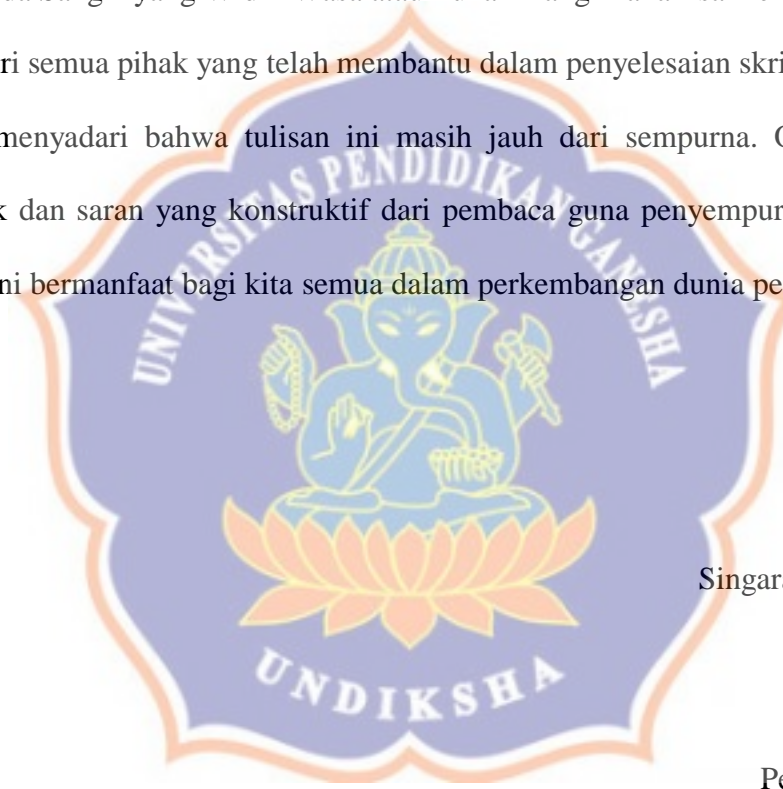 ri semua pihak yang telah membantu dalam penyelesaian skri
menyadari bahwa tulisan ini masih jauh dari sempurna.
k dan saran yang konstruktif dari pembaca guna penyempur
ni bermanfaat bagi kita semua dalam perkembangan dunia pe
UNIVERSITAS PENDIDIKAN GANESHA
Singar
UNDIKSHA
Pe